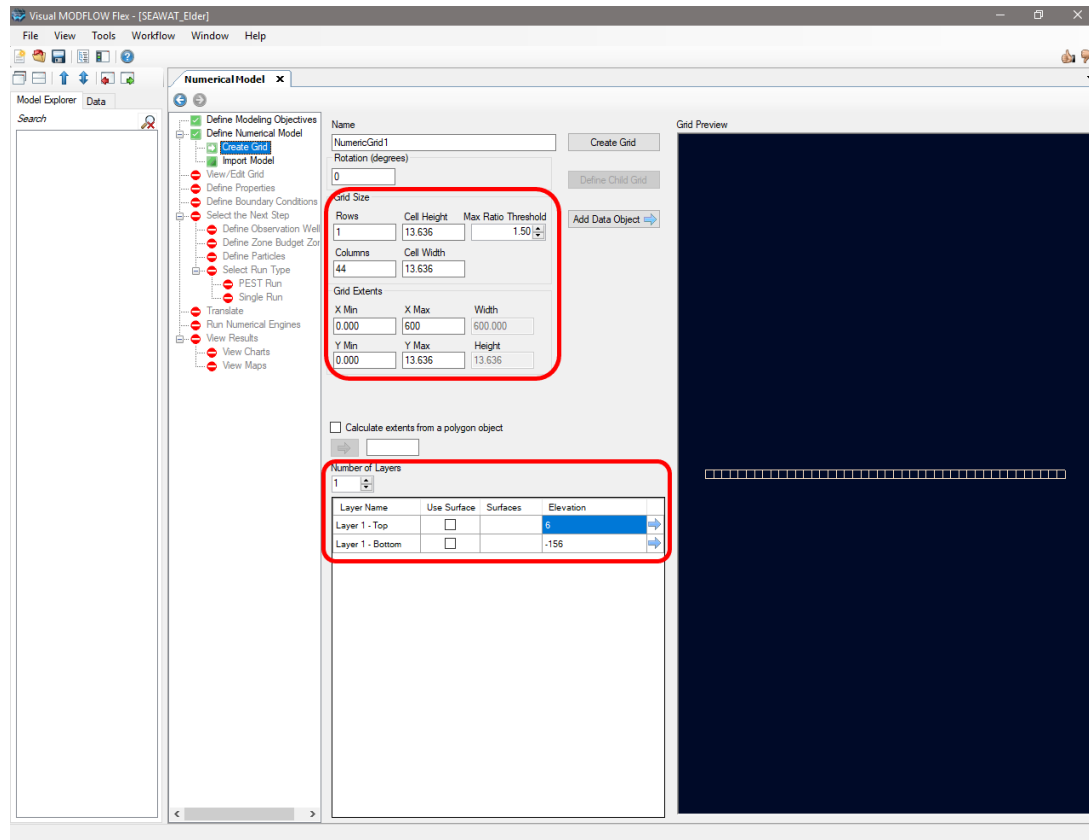 Visual MODFLOW Flex - [SEAWAT_Elder]
File View Tools Workflow Window Help
NumericalModel X
Model Explorer Data
Search
Define Modeling Objectives
Define Numerical Model
Create Grid
Import Model
View/Edit Grid
Define Properties
Define Boundary Conditions
Select the Next Step
Define Observation Well
Define Zone Budget Zor
Define Particles
Select Run Type
PEST Run
Single Run
Translate
Run Numerical Engines
View Results
View Charts
View Maps
Name
NumericGrid1
Create Grid
Rotation (degrees)
0
Define Child Grid
Grid Size
Rows Cell Height Max Ratio Threshold
1 13.636 1.50
Add Data Object
Columns Cell Width
44 13.636
Grid Extents
X Min X Max Width
0.000 600 600.000
Y Min Y Max Height
0.000 13.636 13.636
Calculate extents from a polygon object
Number of Layers
1
Layer Name Use Surface Surfaces Elevation
Layer 1 - Top 6
Layer 1 - Bottom -156
Grid Preview